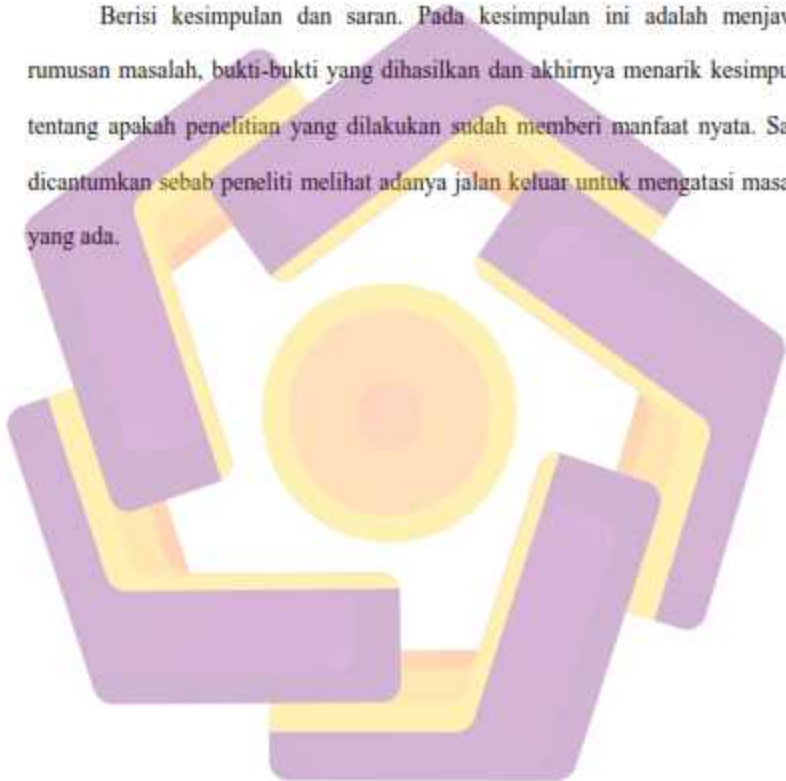 Berisi kesimpulan dan saran. Pada kesimpulan ini adalah menjaw
rumusan masalah, bukti-bukti yang dihasilkan dan akhirnya menarik kesimpu
tentang apakah penelitian yang dilakukan sudah memberi manfaat nyata. Sa
dicantumkan sebab peneliti melihat adanya jalan keluar untuk mengatasi masa
yang ada.